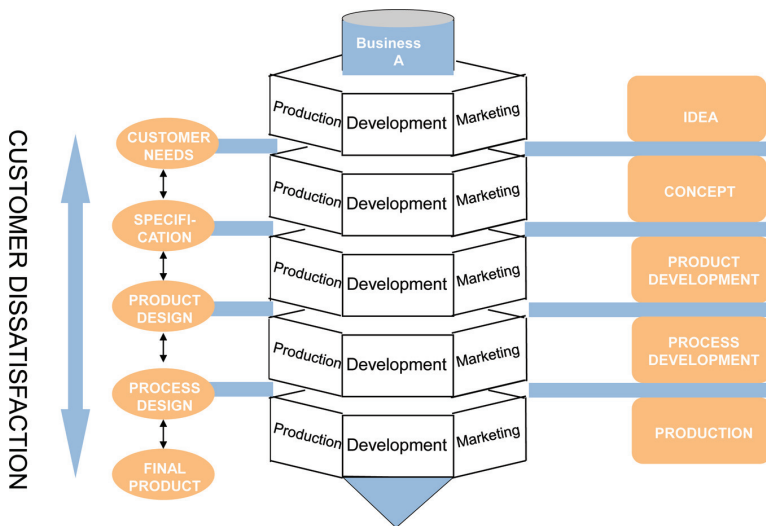 Business
A
Production
Development
Marketing
Production
Development
Marketing
Production
Development
Marketing
Production
Development
Marketing
Production
Development
Marketing
CUSTOMER DISSATISFACTION
CUSTOMER
NEEDS
SPECIFI-
CATION
PRODUCT
DESIGN
PROCESS
DESIGN
FINAL
PRODUCT
IDEA
CONCEPT
PRODUCT
DEVELOPMENT
PROCESS
DEVELOPMENT
PRODUCTION